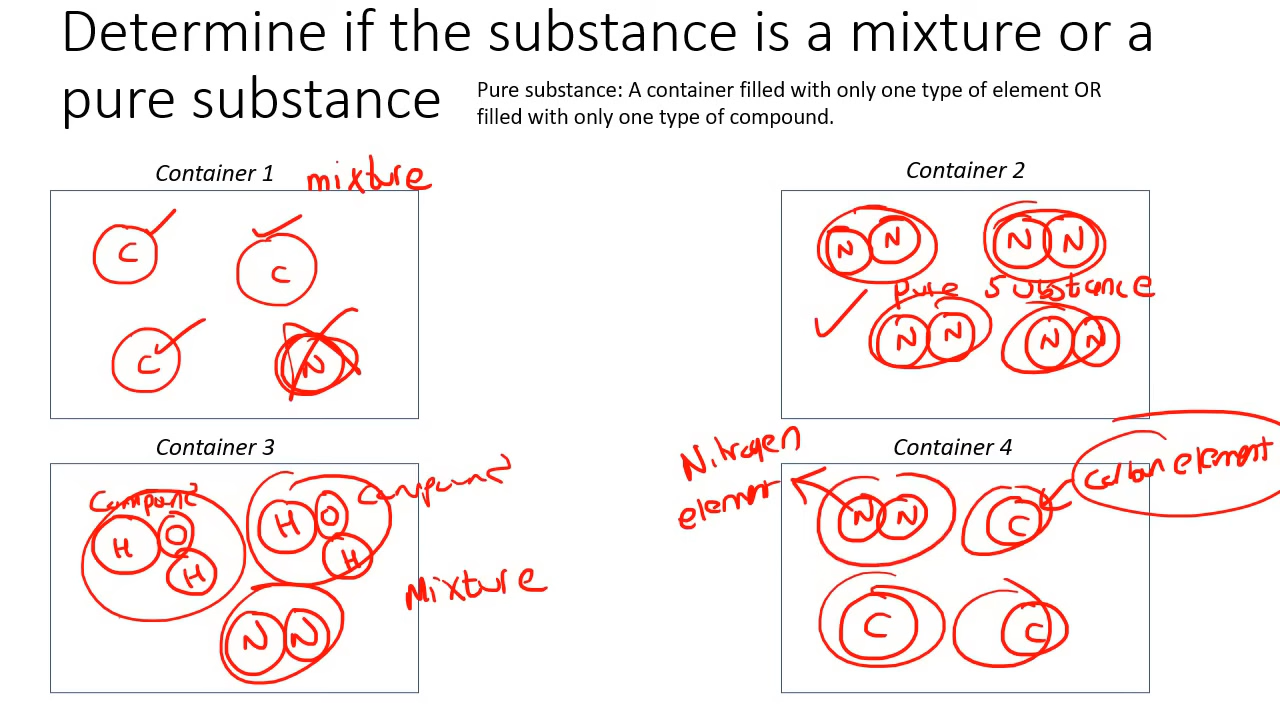 Determine if the substance is a mixture or a
pure substance
Pure substance: A container filled with only one type of element OR
filled with only one type of compound.
Container 1
mixture
C
C
C
N
Container 2
N N
N N
pure substance
N N
N N
Container 3
Compound
H O
H
Compound
H O
H
Mixture
N N
Container 4
Nitrogen
element
carbon element
N N
C
C
C